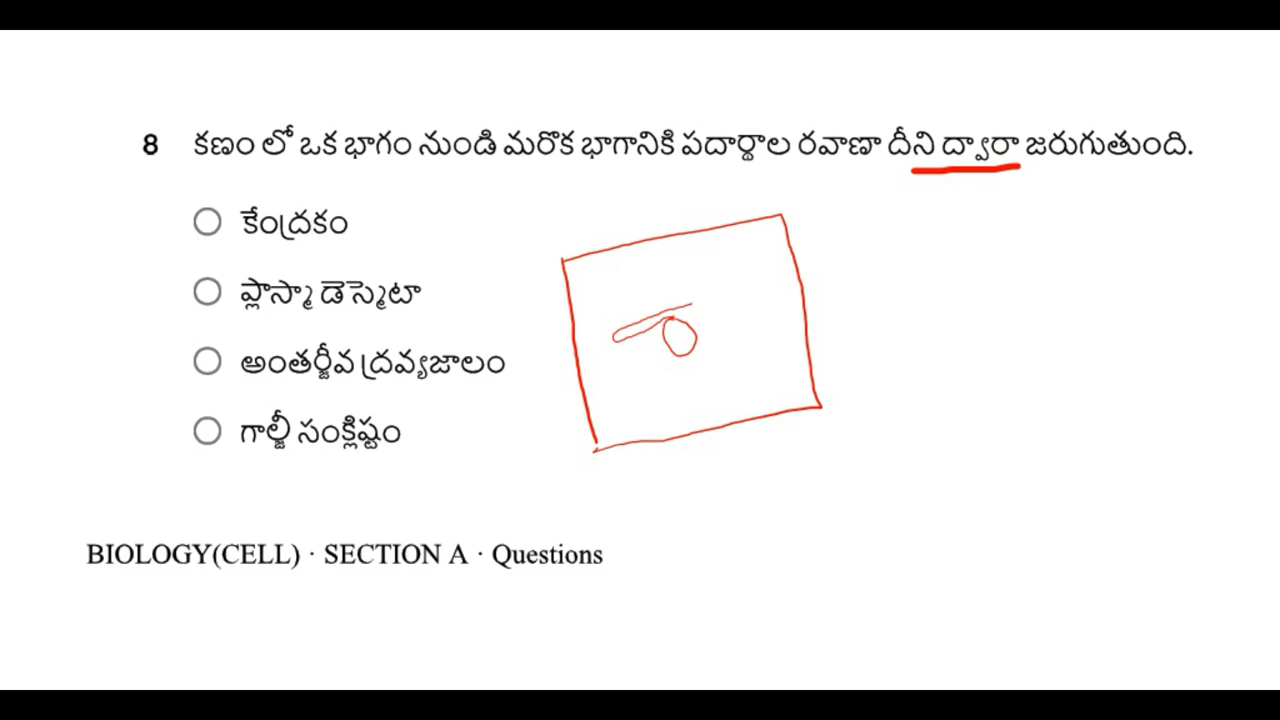 8 కణం లో ఒక భాగం నుండి మరొక భాగానికి పదార్థాల రవాణా దీని ద్వారా జరుగుతుంది.
కేంద్రకం
ప్లాస్మా డెస్మెటా
అంతర్జీవ ద్రవ్యజాలం
గాల్జీ సంక్లిష్టం
BIOLOGY(CELL) · SECTION A · Questions